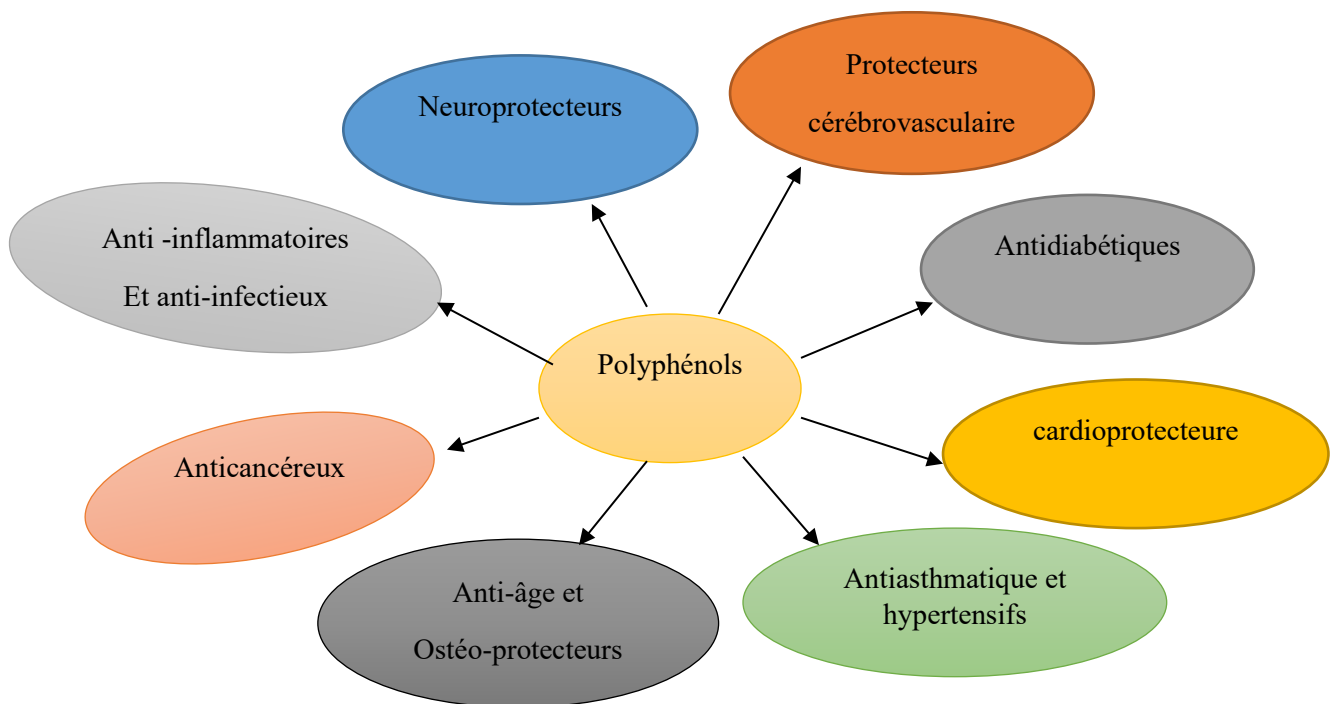 Protecteurs
cérébrovasculaire
Neuroprotecteurs
Anti -inflammatoires
Et anti-infectieux
Antidiabétiques
Polyphénols
cardioprotecteure
Anticancéreux
Anti-âge et
Ostéo-protecteurs
Antiasthmatique et
hypertensifs